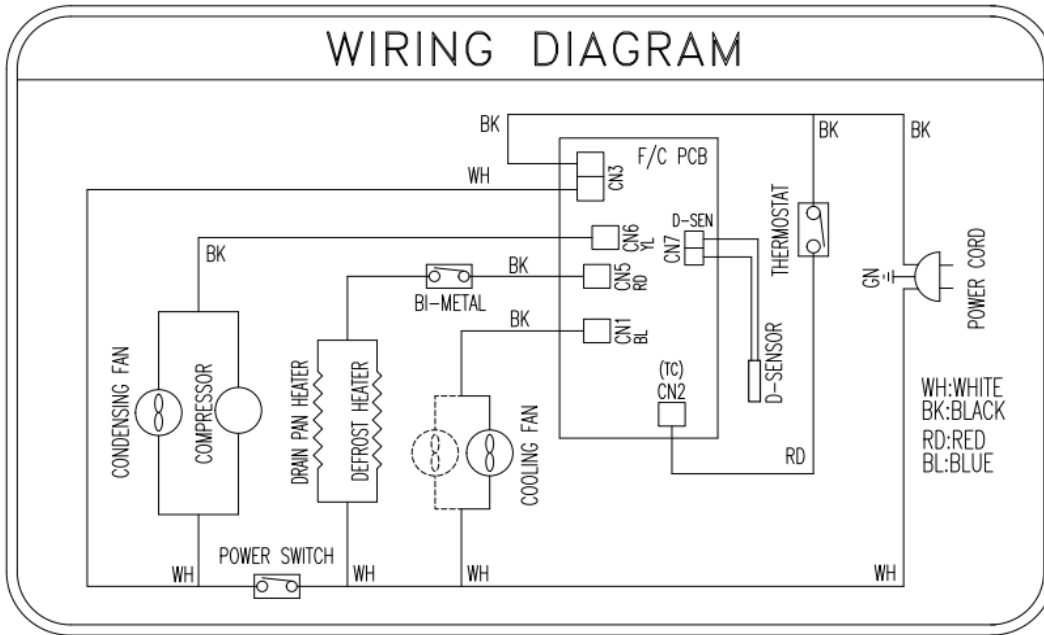 WIRING DIAGRAM
BK
BK
BK
F/C PCB
CN3
WH
D-SEN
CN7
CN6
YL
BK
THERMOSTAT
POWER CORD
GN
BK
CN5
RD
BI-METAL
BK
CN1
BL
(TC)
CN2
D-SENSOR
CONDENSING FAN
COMPRESSOR
DRAIN PAN HEATER
DEFROST HEATER
COOLING FAN
RD
WH:WHITE
BK:BLACK
RD:RED
BL:BLUE
POWER SWITCH
WH
WH
WH
WH